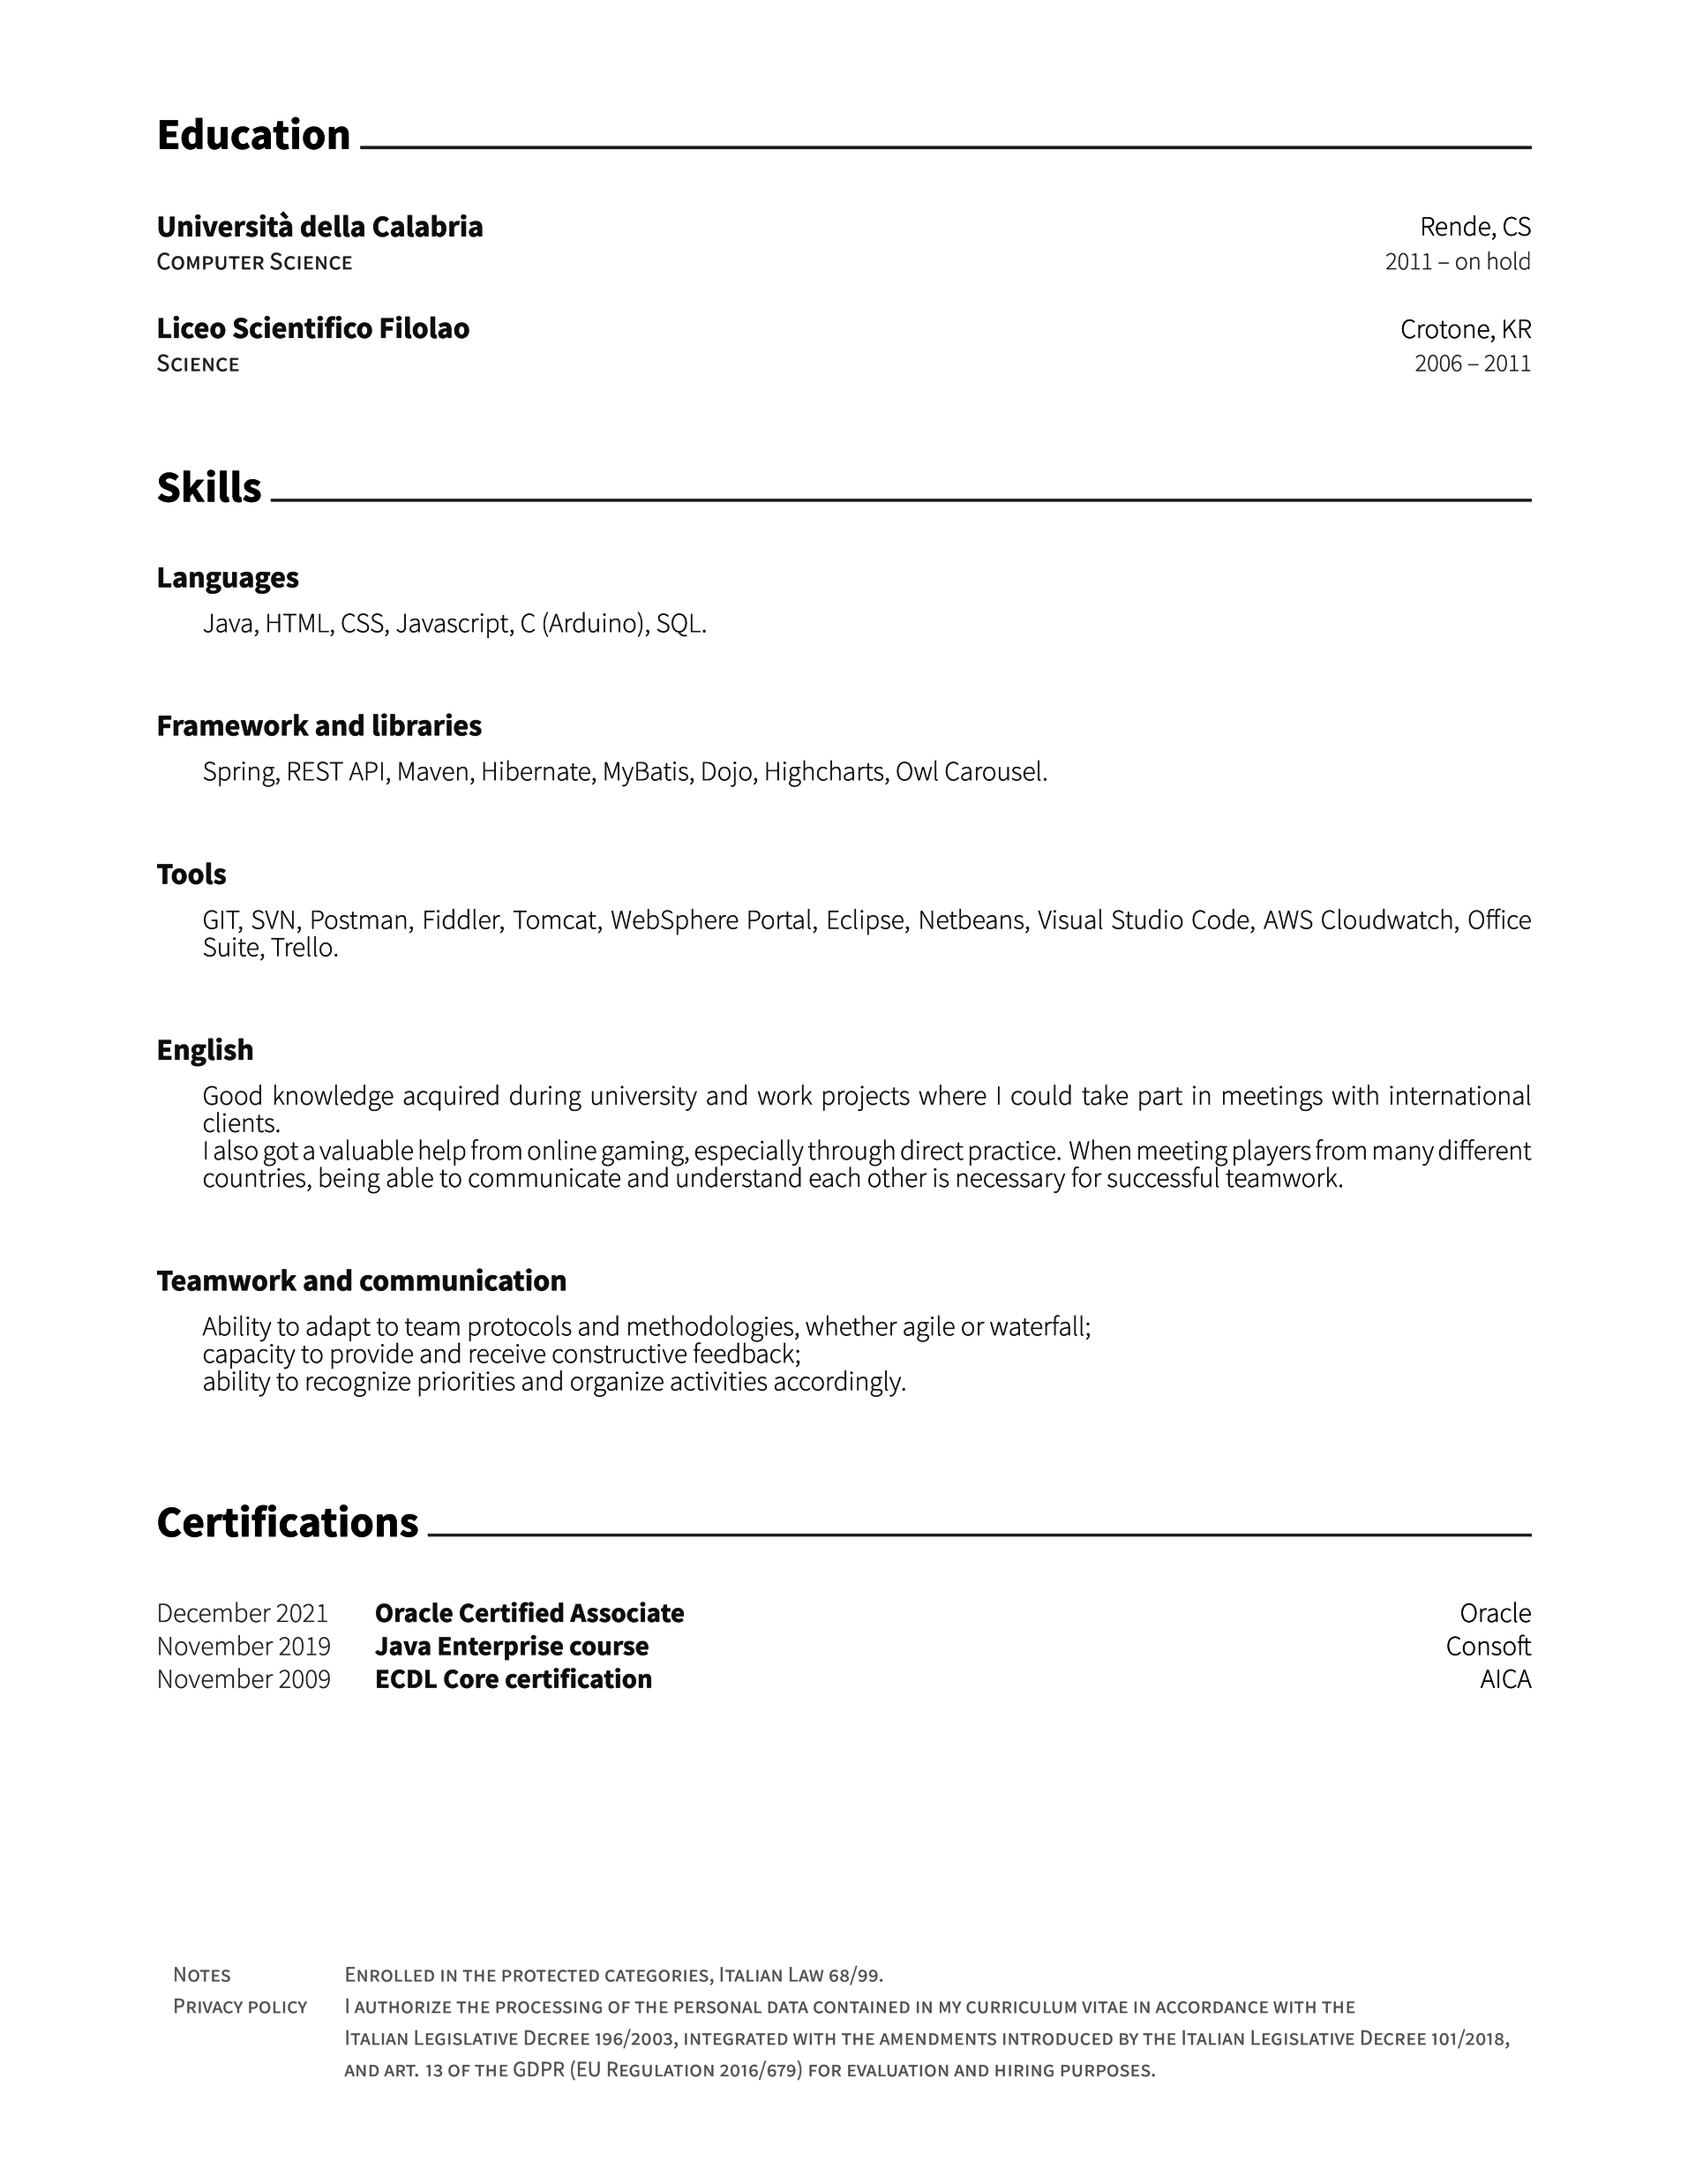 Education
Università della Calabria Rende, CS
Computer Science 2011 – on hold
Liceo Scientifico Filolao Crotone, KR
Science 2006 – 2011
Skills
Languages
Java, HTML, CSS, Javascript, C (Arduino), SQL.
Framework and libraries
Spring, REST API, Maven, Hibernate, MyBatis, Dojo, Highcharts, Owl Carousel.
Tools
GIT, SVN, Postman, Fiddler, Tomcat, WebSphere Portal, Eclipse, Netbeans, Visual Studio Code, AWS Cloudwatch, Office
Suite, Trello.
English
Good knowledge acquired during university and work projects where I could take part in meetings with international
clients.
I also got a valuable help from online gaming, especially through direct practice. When meeting players from many different
countries, being able to communicate and understand each other is necessary for successful teamwork.
Teamwork and communication
Ability to adapt to team protocols and methodologies, whether agile or waterfall;
capacity to provide and receive constructive feedback;
ability to recognize priorities and organize activities accordingly.
Certifications
December 2021 Oracle Certified Associate Oracle
November 2019 Java Enterprise course Consoft
November 2009 ECDL Core certification AICA
Notes Enrolled in the protected categories, Italian Law 68/99.
Privacy policy I authorize the processing of the personal data contained in my curriculum vitae in accordance with the
Italian Legislative Decree 196/2003, integrated with the amendments introduced by the Italian Legislative Decree 101/2018,
and art. 13 of the GDPR (EU Regulation 2016/679) for evaluation and hiring purposes.